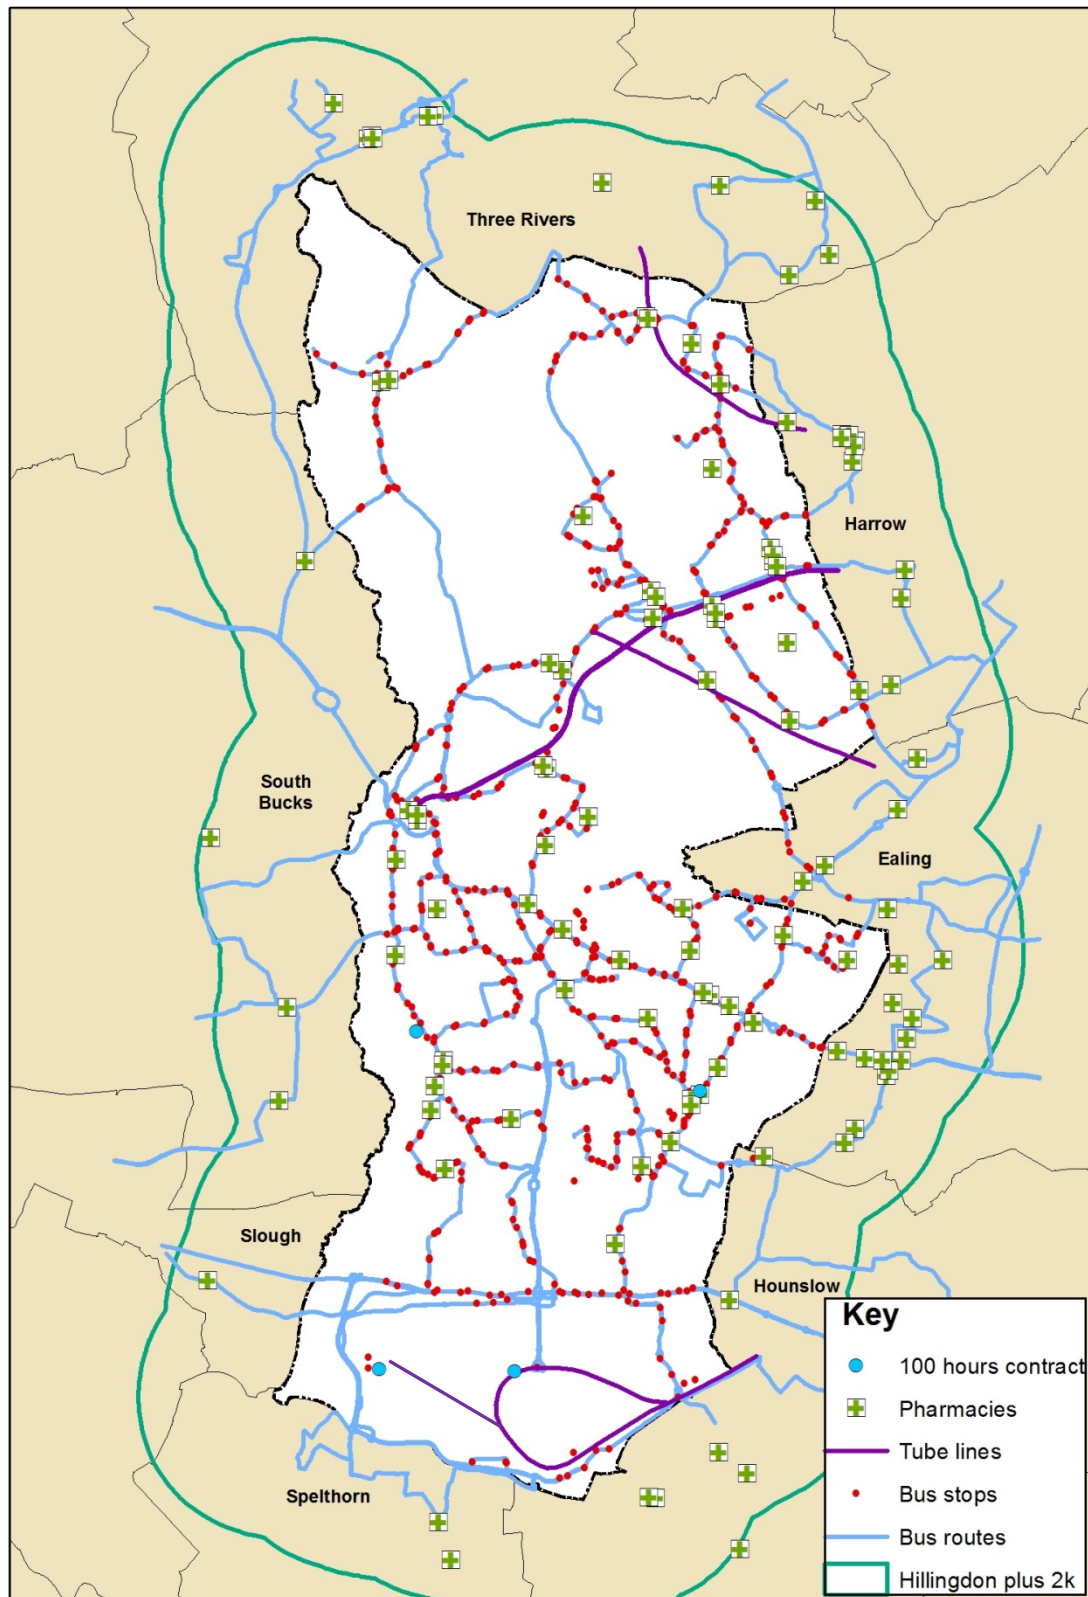 Three Rivers
Harrow
South
Bucks
Ealing
Slough
Hounslow
Spelthorn
Key
100 hours contract
Pharmacies
Tube lines
Bus stops
Bus routes
Hillingdon plus 2k